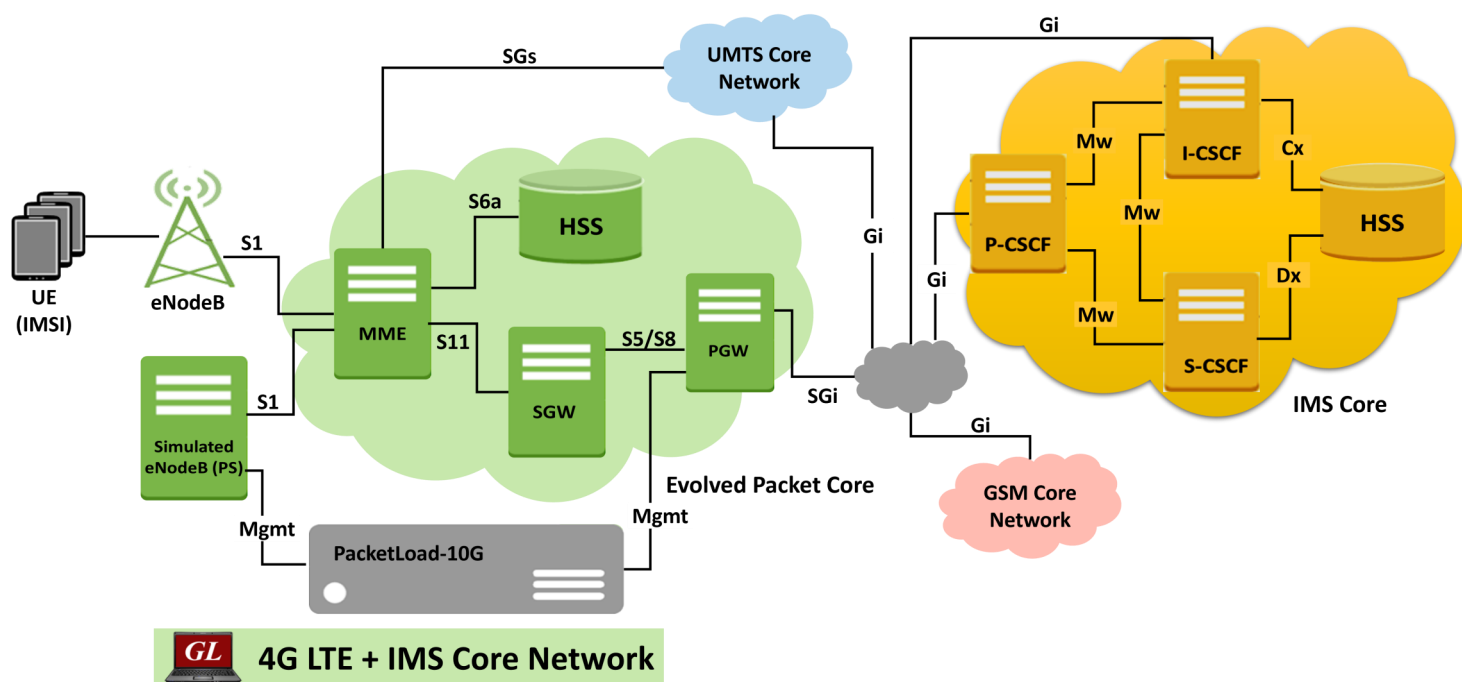 Gi
SGs
UMTS Core
Network
I-CSCF
Mw
Cx
S6a
HSS
Mw
HSS
P-CSCF
S1
Gi
Gi
Dx
UE
(IMSI)
eNodeB
MME
S11
S5/S8
PGW
Mw
S-CSCF
SGi
S1
SGW
IMS Core
Simulated
eNodeB (PS)
Gi
Evolved Packet Core
GSM Core
Network
Mgmt
Mgmt
PacketLoad-10G
GL
4G LTE + IMS Core Network